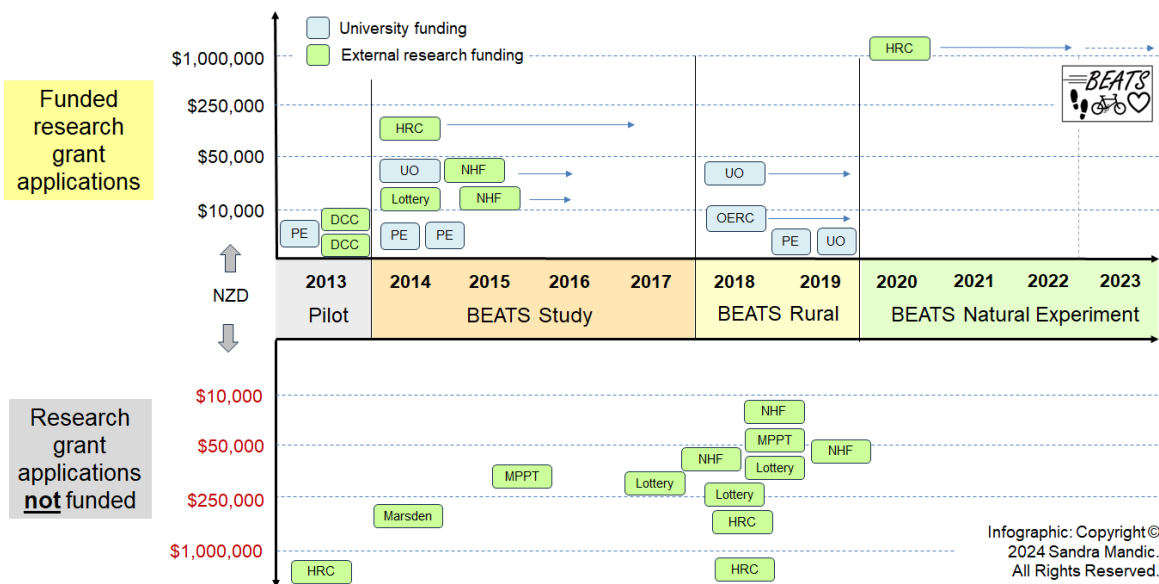 University funding
External research funding
HRC
$1,000,000
BEATS
Funded
research
grant
applications
$250,000
HRC
$50,000
UO
NHF
UO
Lottery
NHF
$10,000
DCC
OERC
PE
PE
PE
PE
UO
DCC
NZD
2013
2014
2015
2016
2017
2018
2019
2020
2021
2022
2023
Pilot
BEATS Study
BEATS Rural
BEATS Natural Experiment
Research
grant
applications
not funded
$10,000
NHF
$50,000
MPPT
NHF
NHF
Lottery
MPPT
Lottery
$250,000
Lottery
Marsden
HRC
$1,000,000
HRC
HRC
Infographic: Copyright ©
2024 Sandra Mandic.
All Rights Reserved.